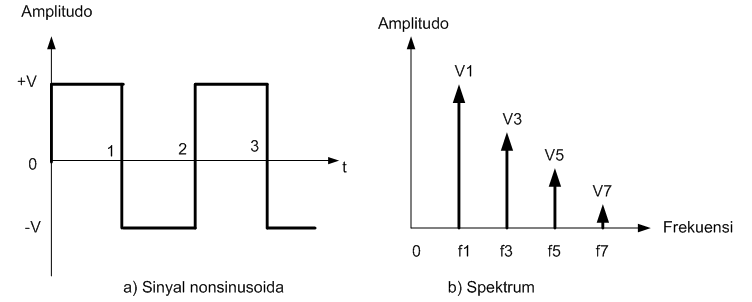 Amplitudo
+V
0
1
2
3
t
-V
a) Sinyal nonsinusoida
Amplitudo
V1
V3
V5
V7
Frekuensi
0 f1 f3 f5 f7
b) Spektrum